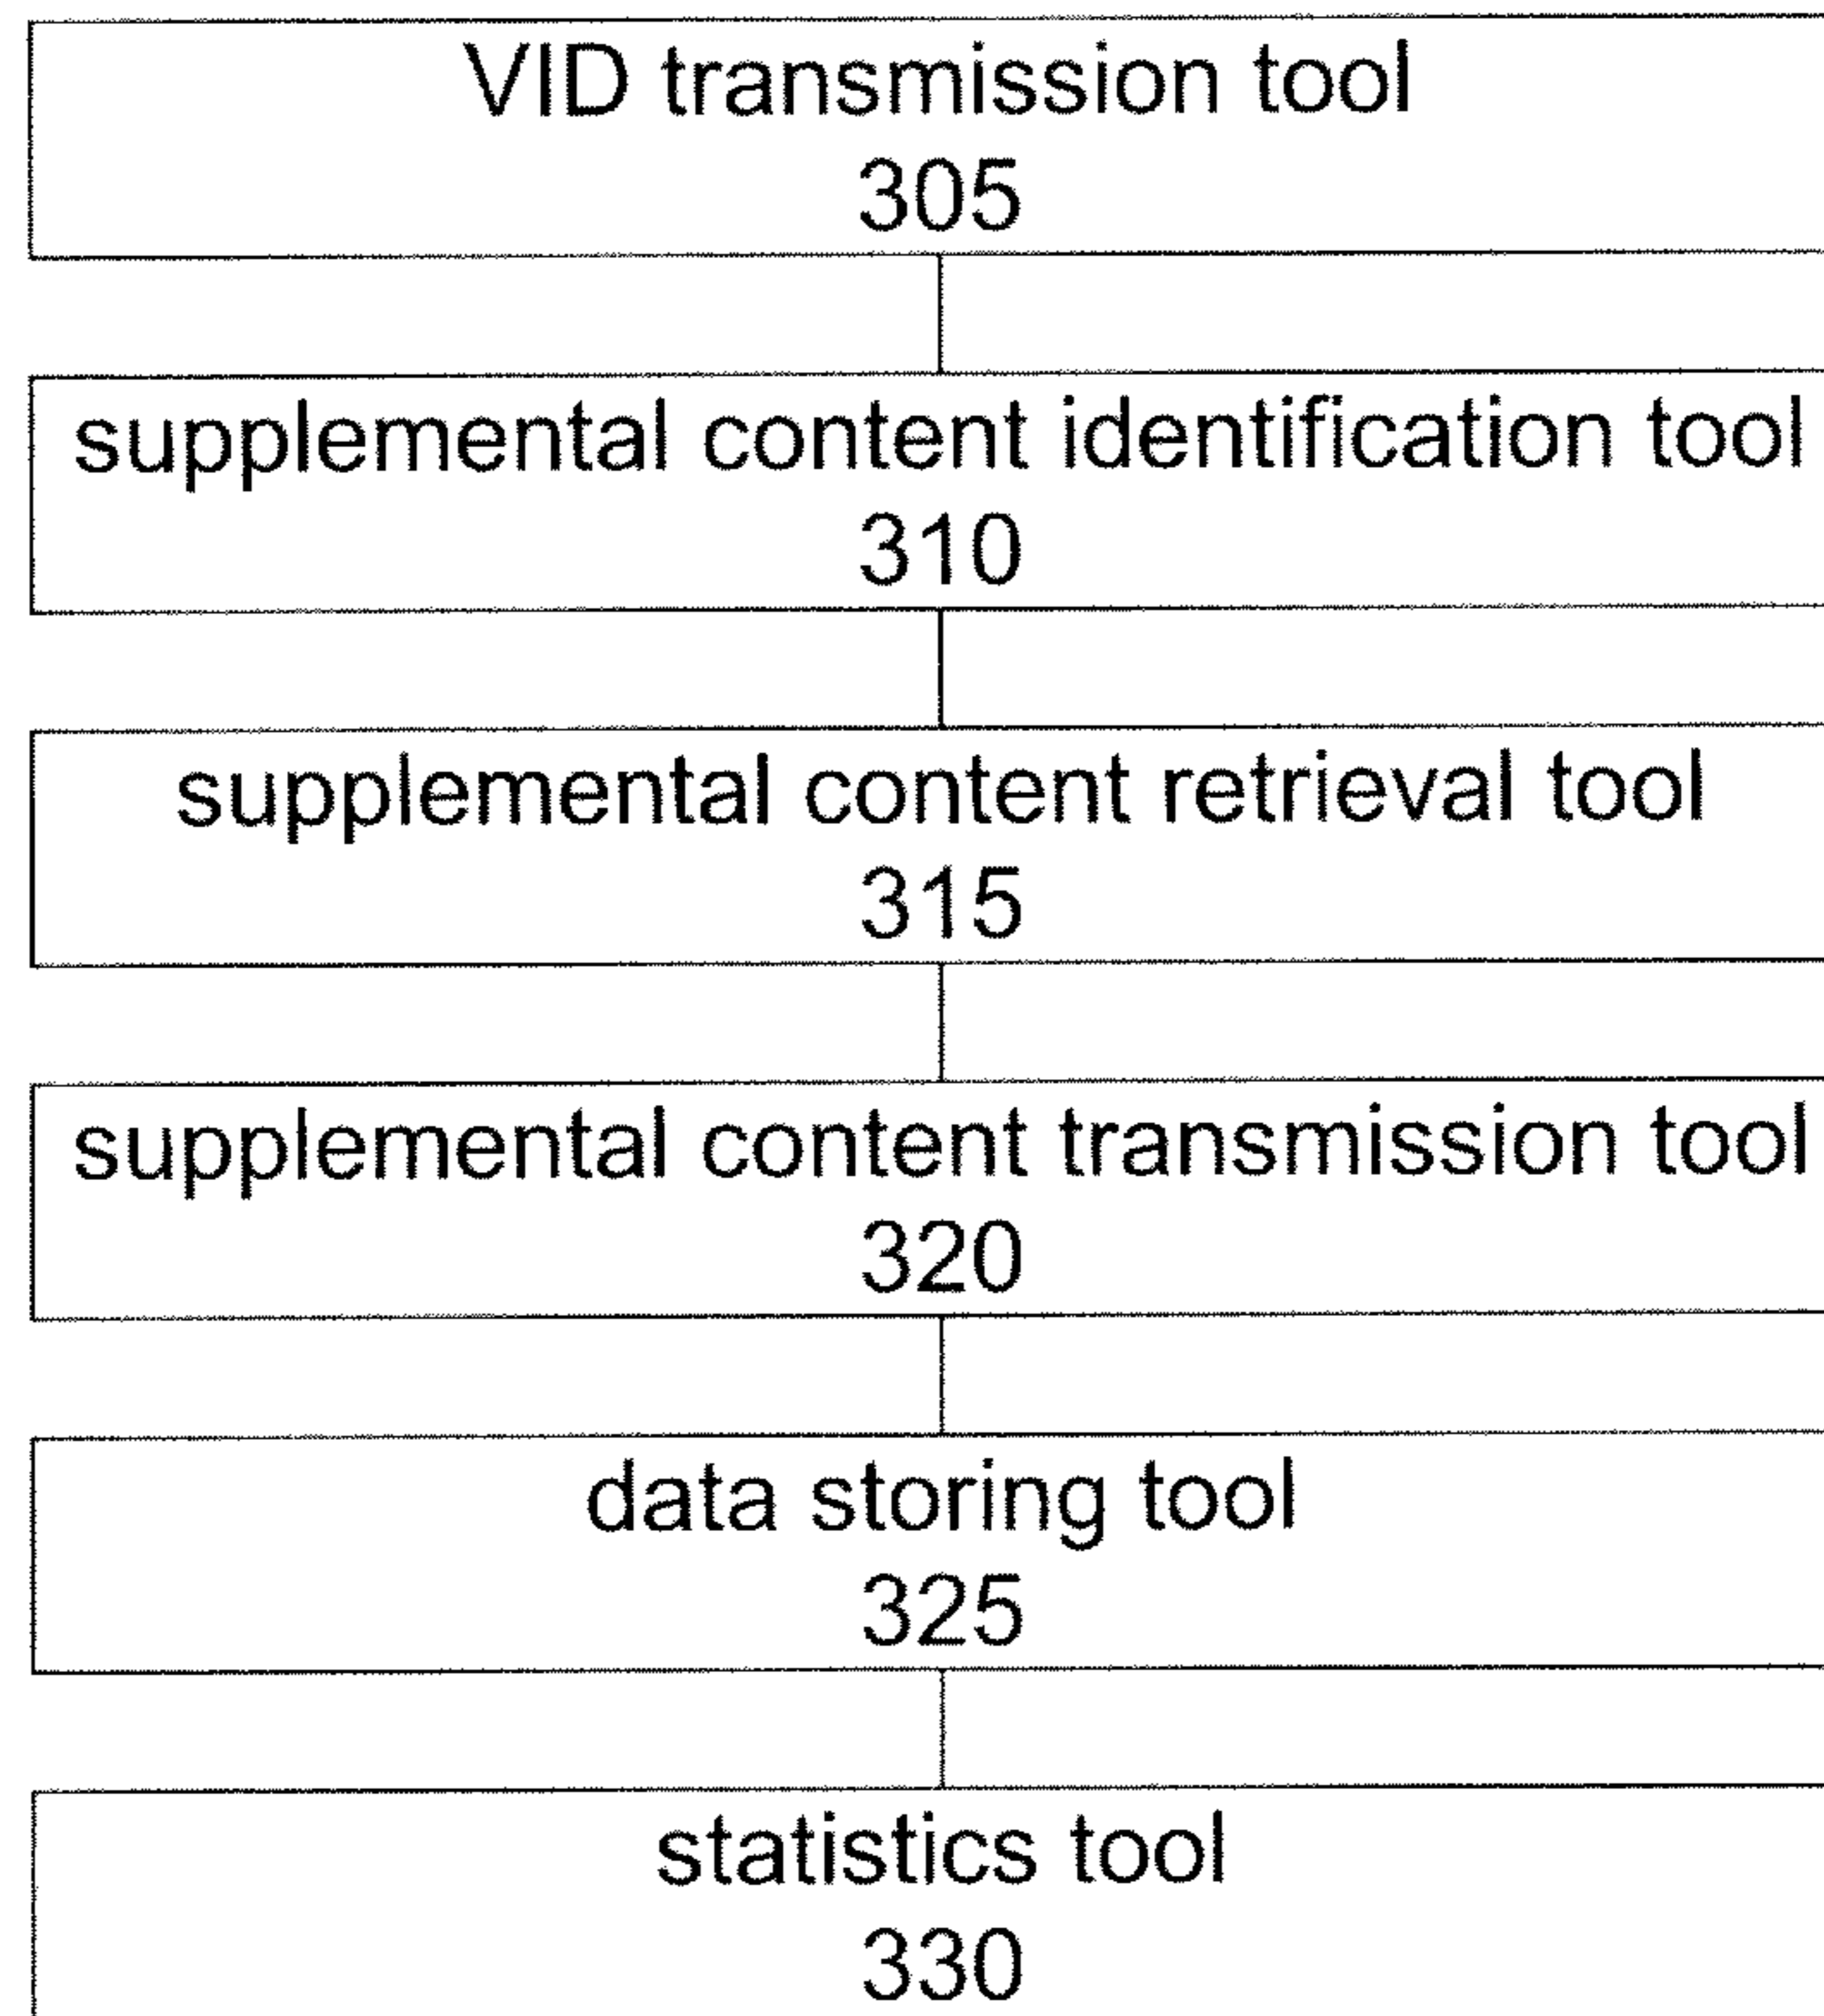 VID transmission tool
305
supplemental content identification tool
310
supplemental content retrieval tool
315
supplemental content transmission tool
320
data storing tool
325
statistics tool
330